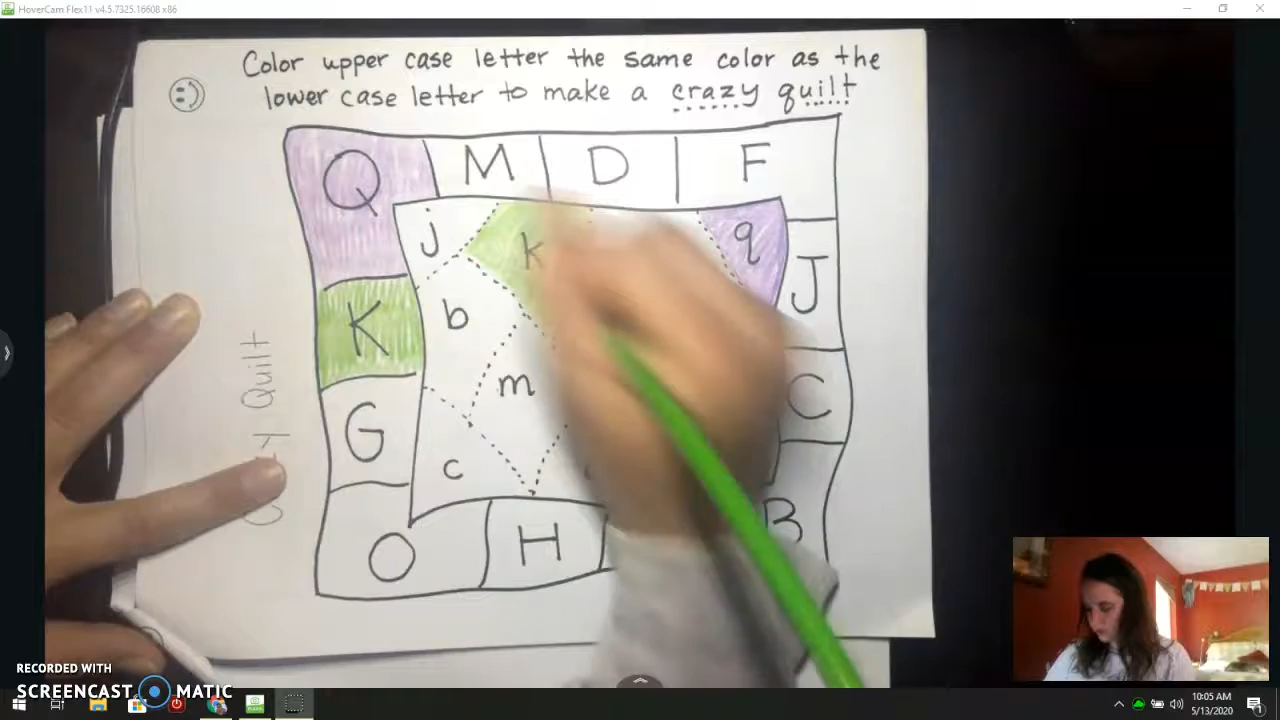 HoverCam Flex11 v4.5.7325.16608 x86
Color upper case letter the same color as the
lower case letter to make a crazy quilt
Q M D F
j k q
J
K b
m
C
G
c
O H B
Quilt
RECORDED WITH
SCREENCAST MATIC
10:05 AM
5/13/2020